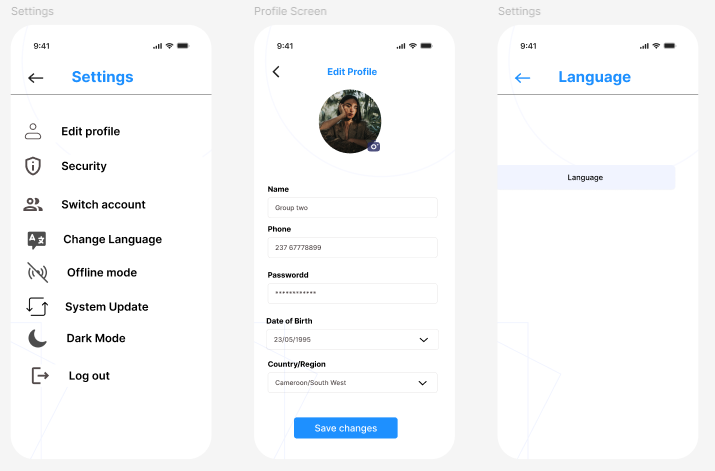 Settings
9:41
Settings
Edit profile
Security
Switch account
Change Language
Offline mode
System Update
Dark Mode
Log out
Profile Screen
9:41
Edit Profile
Name
Group two
Phone
237 67778899
Passwordd
************
Date of Birth
23/05/1995
Country/Region
Cameroon/South West
Save changes
Settings
9:41
Language
Language